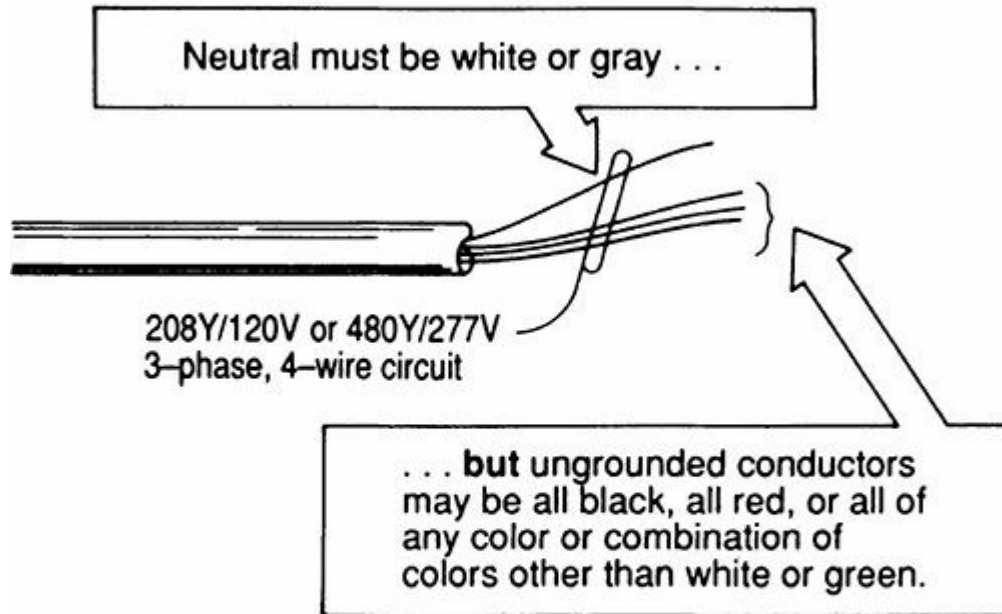 Neutral must be white or gray . . .
208Y/120V or 480Y/277V
3–phase, 4–wire circuit
. . . but ungrounded conductors
may be all black, all red, or all of
any color or combination of
colors other than white or green.